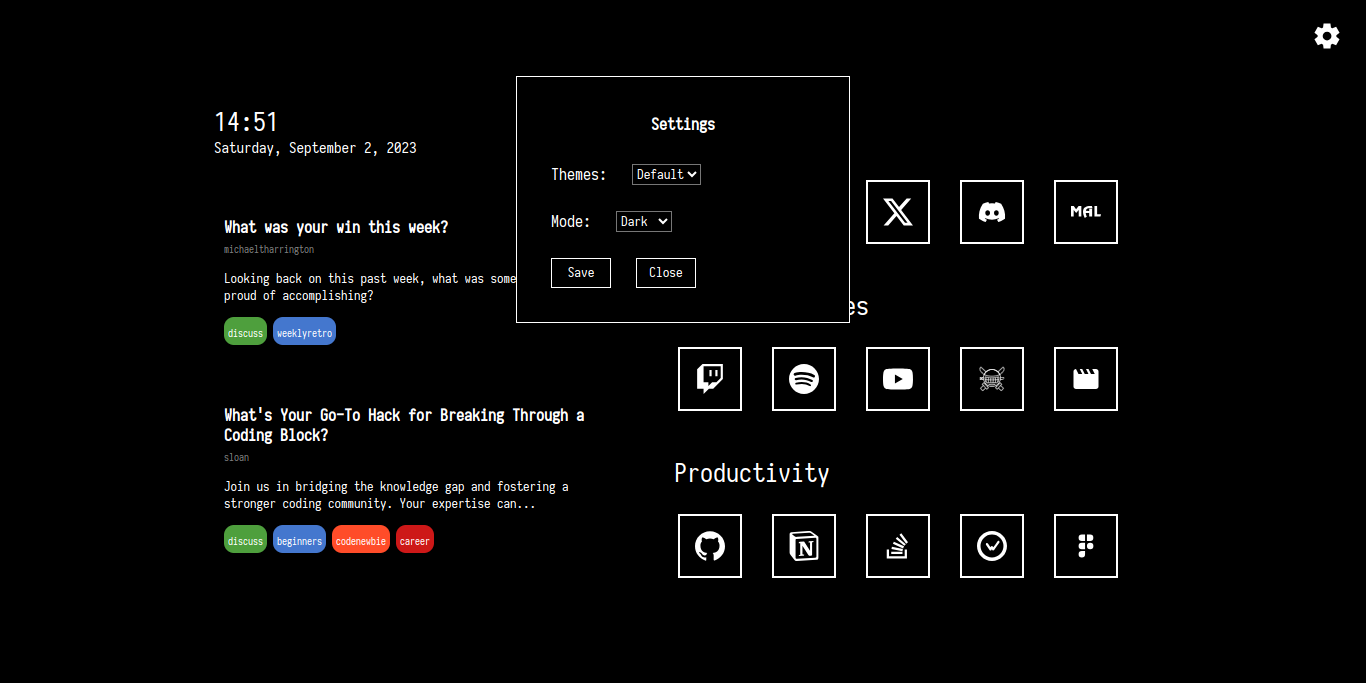 14:51
Saturday, September 2, 2023
What was your win this week?
michaeltharrington
Looking back on this past week, what was some
proud of accomplishing?
discuss weeklyretro
What's Your Go-To Hack for Breaking Through a
Coding Block?
sloan
Join us in bridging the knowledge gap and fostering a
stronger coding community. Your expertise can...
discuss beginners codenewbie career
Settings
Themes: Default
Mode: Dark
Save Close
MAL
es
N
Productivity